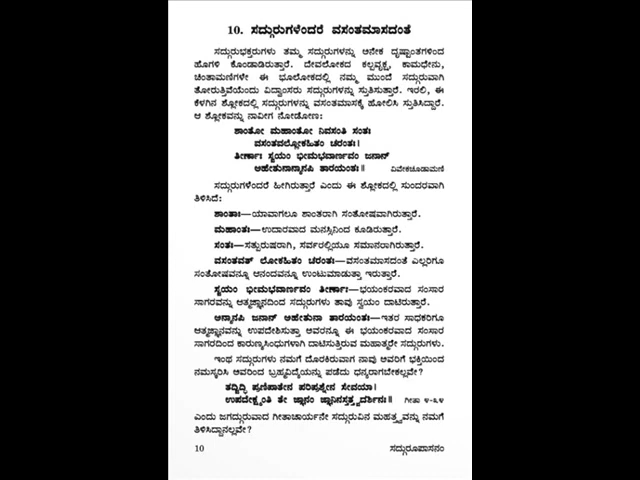 10. ಸದ್ಗುರುಗಳೆಂದರೆ ವಸಂತಮಾಸದಂತೆ
ಸದ್ಗುರುಭಕ್ತರುಗಳು ತಮ್ಮ ಸದ್ಗುರುಗಳನ್ನು ಅನೇಕ ದೃಷ್ಟಾಂತಗಳಿಂದ
ಹೊಗಳಿ ಕೊಂಡಾಡಿರುತ್ತಾರೆ. ದೇವಲೋಕದ ಕಲ್ಪವೃಕ್ಷ, ಕಾಮಧೇನು,
ಚಿಂತಾಮಣಿಗಳೇ ಈ ಭೂಲೋಕದಲ್ಲಿ ನಮ್ಮ ಮುಂದೆ ಸದ್ಗುರುವಾಗಿ
ತೋರುತ್ತಿವೆಯೆಂದು ವಿದ್ವಾಂಸರು ಸದ್ಗುರುಗಳನ್ನು ಸ್ತುತಿಸುತ್ತಾರೆ. ಇರಲಿ, ಈ
ಕೆಳಗಿನ ಶ್ಲೋಕದಲ್ಲಿ ಸದ್ಗುರುಗಳನ್ನು ವಸಂತಮಾಸಕ್ಕೆ ಹೋಲಿಸಿ ಸ್ತುತಿಸಿದ್ದಾರೆ.
ಆ ಶ್ಲೋಕವನ್ನು ನಾವೀಗ ನೋಡೋಣ:
ಶಾಂತೋ ಮಹಾಂತೋ ನಿವಸಂತಿ ಸಂತಃ
ವಸಂತವಲ್ಲೋಕಹಿತಂ ಚರಂತಃ।
ತೀರ್ಣಾಃ ಸ್ವಯಂ ಭೀಮಭವಾರ್ಣವಂ ಜನಾನ್
ಅಹೇತುನಾನ್ಯಾನಪಿ ತಾರಯಂತಃ॥ ವಿವೇಕಚೂಡಾಮಣಿ
ಸದ್ಗುರುಗಳೆಂದರೆ ಹೀಗಿರುತ್ತಾರೆ ಎಂದು ಈ ಶ್ಲೋಕದಲ್ಲಿ ಸುಂದರವಾಗಿ
ತಿಳಿಸಿದೆ:
ಶಾಂತಾಃ—ಯಾವಾಗಲೂ ಶಾಂತರಾಗಿ ಸಂತೋಷವಾಗಿರುತ್ತಾರೆ.
ಮಹಾಂತಃ—ಉದಾರವಾದ ಮನಸ್ಸಿನಿಂದ ಕೂಡಿರುತ್ತಾರೆ.
ಸಂತಃ—ಸತ್ಪುರುಷರಾಗಿ, ಸರ್ವರಲ್ಲಿಯೂ ಸಮಾನರಾಗಿರುತ್ತಾರೆ.
ವಸಂತವತ್ ಲೋಕಹಿತಂ ಚರಂತಃ—ವಸಂತಮಾಸದಂತೆ ಎಲ್ಲರಿಗೂ
ಸಂತೋಷವನ್ನೂ ಆನಂದವನ್ನೂ ಉಂಟುಮಾಡುತ್ತಾ ಇರುತ್ತಾರೆ.
ಸ್ವಯಂ ಭೀಮಭವಾರ್ಣವಂ ತೀರ್ಣಾಃ—ಭಯಂಕರವಾದ ಸಂಸಾರ
ಸಾಗರವನ್ನು ಆತ್ಮಜ್ಞಾನದಿಂದ ಸದ್ಗುರುಗಳು ತಾವು ಸ್ವಯಂ ದಾಟಿರುತ್ತಾರೆ.
ಅನ್ಯಾನಪಿ ಜನಾನ್ ಅಹೇತುನಾ ತಾರಯಂತಃ—ಇತರ ಸಾಧಕರಿಗೂ
ಆತ್ಮಜ್ಞಾನವನ್ನು ಉಪದೇಶಿಸುತ್ತಾ ಅವರನ್ನೂ ಈ ಭಯಂಕರವಾದ ಸಂಸಾರ
ಸಾಗರದಿಂದ ಕಾರುಣ್ಯಸಿಂಧುಗಳಾಗಿ ದಾಟಿಸುತ್ತಿರುವ ಮಹಾತ್ಮರೇ ಸದ್ಗುರುಗಳು.
ಇಂಥ ಸದ್ಗುರುಗಳು ನಮಗೆ ದೊರಕಿರುವಾಗ ನಾವು ಅವರಿಗೆ ಭಕ್ತಿಯಿಂದ
ನಮಸ್ಕರಿಸಿ ಅವರಿಂದ ಬ್ರಹ್ಮವಿದ್ಯೆಯನ್ನು ಪಡೆದು ಧನ್ಯರಾಗಬೇಕಲ್ಲವೇ?
ತದ್ವಿದ್ಧಿ ಪ್ರಣಿಪಾತೇನ ಪರಿಪ್ರಶ್ನೇನ ಸೇವಯಾ।
ಉಪದೇಕ್ಷ್ಯಂತಿ ತೇ ಜ್ಞಾನಂ ಜ್ಞಾನಿನಸ್ತತ್ತ್ವದರ್ಶಿನಃ॥ ಗೀತಾ ೪-೩೪
ಎಂದು ಜಗದ್ಗುರುವಾದ ಗೀತಾಚಾರ್ಯನೇ ಸದ್ಗುರುವಿನ ಮಹತ್ತ್ವವನ್ನು ನಮಗೆ
ತಿಳಿಸಿದ್ದಾನಲ್ಲವೇ?
10 ಸದ್ಗುರೂಪಾಸನಂ